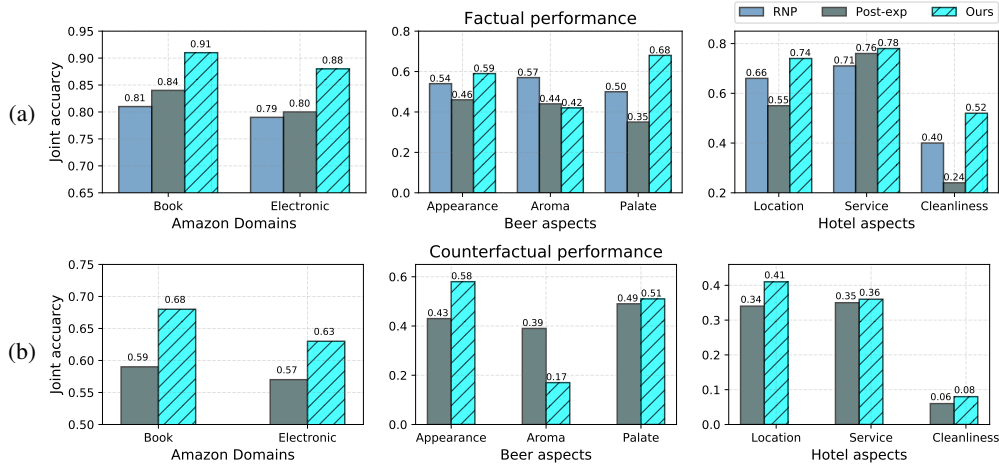 RNP Post-exp Ours
Factual performance
(a)
Joint accuarcy
0.95
0.90
0.85
0.80
0.75
0.70
0.65
0.81 0.84 0.91 0.79 0.80 0.88
Book Electronic
Amazon Domains
0.8
0.6
0.4
0.2
0.0
0.54 0.46 0.59 0.57 0.44 0.42 0.50 0.35 0.68
Appearance Aroma Palate
Beer aspects
0.8
0.6
0.4
0.2
0.66 0.55 0.74 0.71 0.76 0.78 0.40 0.24 0.52
Location Service Cleanliness
Hotel aspects
Counterfactual performance
(b)
Joint accuarcy
0.75
0.70
0.65
0.60
0.55
0.50
0.59 0.68 0.57 0.63
Book Electronic
Amazon Domains
0.6
0.4
0.2
0.0
0.43 0.58 0.39 0.17 0.49 0.51
Appearance Aroma Palate
Beer aspects
0.4
0.3
0.2
0.1
0.0
0.34 0.41 0.35 0.36 0.06 0.08
Location Service Cleanliness
Hotel aspects